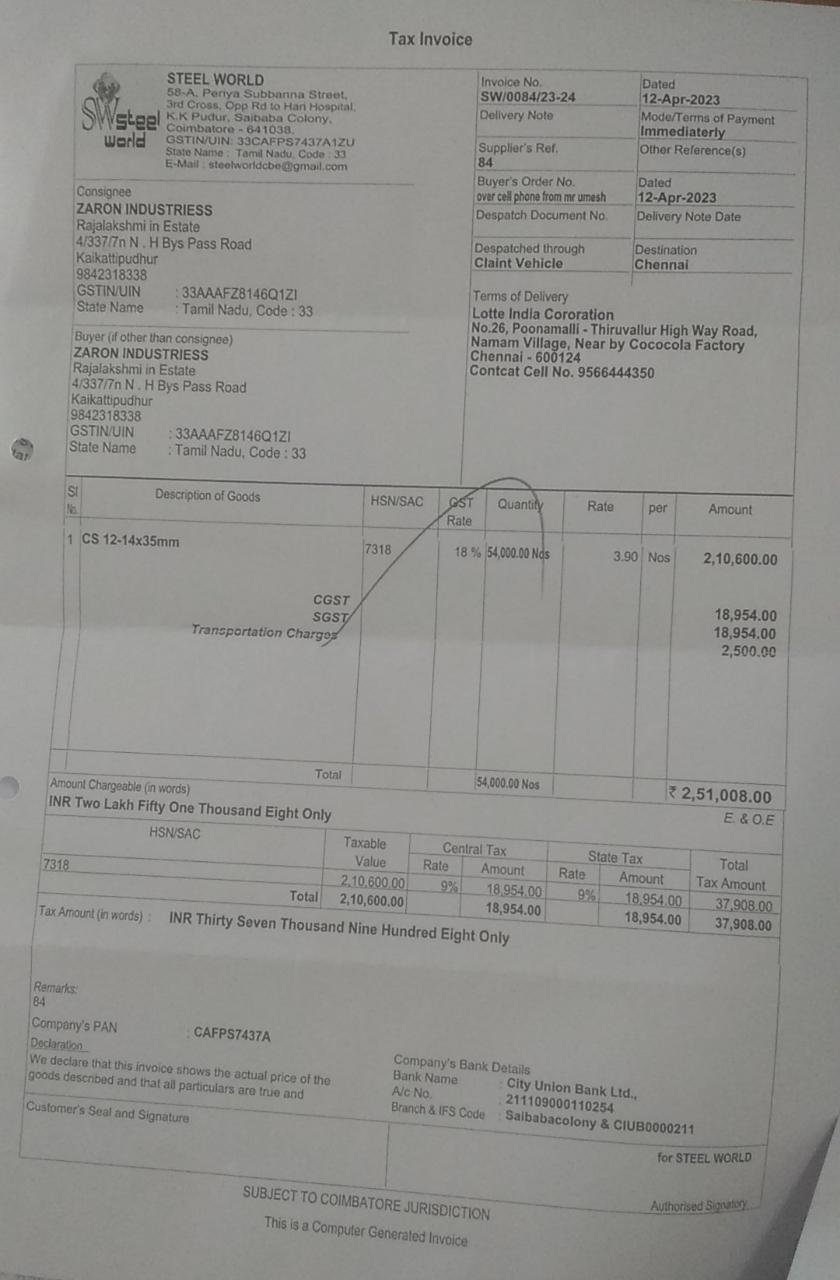 Tax Invoice
SW steel world
STEEL WORLD
58-A. Periya Subbanna Street,
3rd Cross, Opp Rd to Hari Hospital,
K.K Pudur, Saibaba Colony,
Coimbatore - 641038.
GSTIN/UIN: 33CAFPS7437A1ZU
State Name : Tamil Nadu, Code : 33
E-Mail : steelworldcbe@gmail.com
Invoice No.
SW/0084/23-24
Dated
12-Apr-2023
Delivery Note
Mode/Terms of Payment
Immediaterly
Supplier's Ref.
84
Other Reference(s)
Buyer's Order No.
over cell phone from mr umesh
Dated
12-Apr-2023
Despatch Document No.
Delivery Note Date
Despatched through
Claint Vehicle
Destination
Chennai
Terms of Delivery
Lotte India Cororation
No.26, Poonamalli - Thiruvallur High Way Road,
Namam Village, Near by Cococola Factory
Chennai - 600124
Contcat Cell No. 9566444350
Consignee
ZARON INDUSTRIESS
Rajalakshmi in Estate
4/337/7n N . H Bys Pass Road
Kaikattipudhur
9842318338
GSTIN/UIN : 33AAAFZ8146Q1ZI
State Name : Tamil Nadu, Code : 33
Buyer (if other than consignee)
ZARON INDUSTRIESS
Rajalakshmi in Estate
4/337/7n N . H Bys Pass Road
Kaikattipudhur
9842318338
GSTIN/UIN : 33AAAFZ8146Q1ZI
State Name : Tamil Nadu, Code : 33
Sl No. Description of Goods HSN/SAC GST Rate Quantity Rate per Amount
1 CS 12-14x35mm 7318 18 % 54,000.00 Nos 3.90 Nos 2,10,600.00
CGST 18,954.00
SGST 18,954.00
Transportation Charges 2,500.00
Total 54,000.00 Nos ₹ 2,51,008.00
Amount Chargeable (in words) E. & O.E
INR Two Lakh Fifty One Thousand Eight Only
HSN/SAC Taxable Value Central Tax Rate Amount State Tax Rate Amount Total Tax Amount
7318 2,10,600.00 9% 18,954.00 9% 18,954.00 37,908.00
Total 2,10,600.00 18,954.00 18,954.00 37,908.00
Tax Amount (in words) : INR Thirty Seven Thousand Nine Hundred Eight Only
Remarks:
84
Company's PAN : CAFPS7437A
Declaration
We declare that this invoice shows the actual price of the
goods described and that all particulars are true and
Company's Bank Details
Bank Name : City Union Bank Ltd.,
A/c No. : 211109000110254
Branch & IFS Code : Saibabacolony & CIUB0000211
Customer's Seal and Signature
for STEEL WORLD
Authorised Signatory
SUBJECT TO COIMBATORE JURISDICTION
This is a Computer Generated Invoice